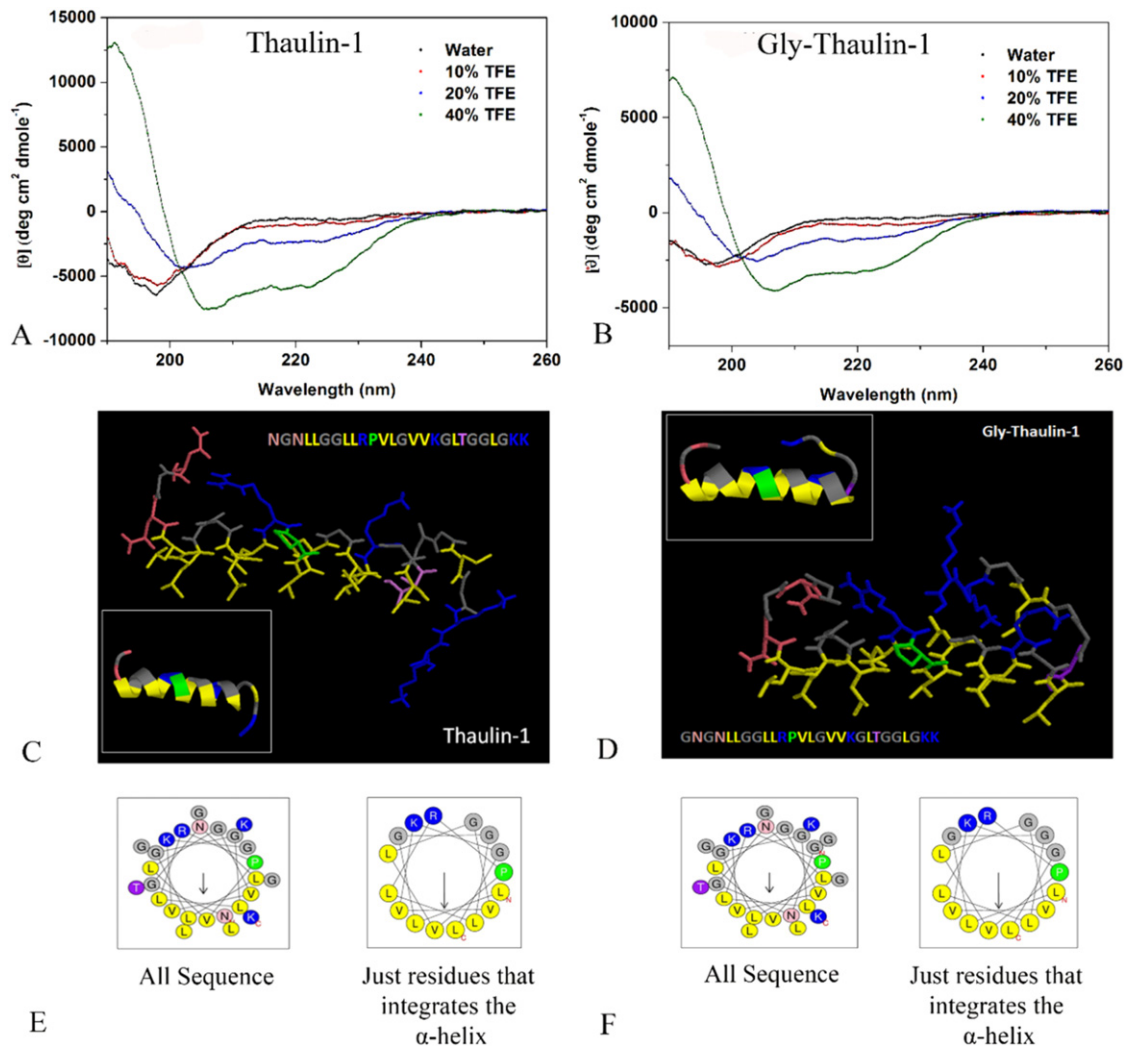 Thaulin-1
Water
10% TFE
20% TFE
40% TFE
15000
10000
5000
0
-5000
-10000
[θ] (deg cm² dmole⁻¹)
200
220
240
260
Wavelength (nm)
A
Gly-Thaulin-1
Water
10% TFE
20% TFE
40% TFE
10000
5000
0
-5000
[θ] (deg cm² dmole⁻¹)
200
220
240
260
Wavelength (nm)
B
NGNLLGGLLRPVLGVVKGLTGGLGKK
Thaulin-1
C
Gly-Thaulin-1
GNGNLLGGLLRPVLGVVKGLTGGLGKK
D
All Sequence
Just residues that
integrates the
α-helix
E
All Sequence
Just residues that
integrates the
α-helix
F